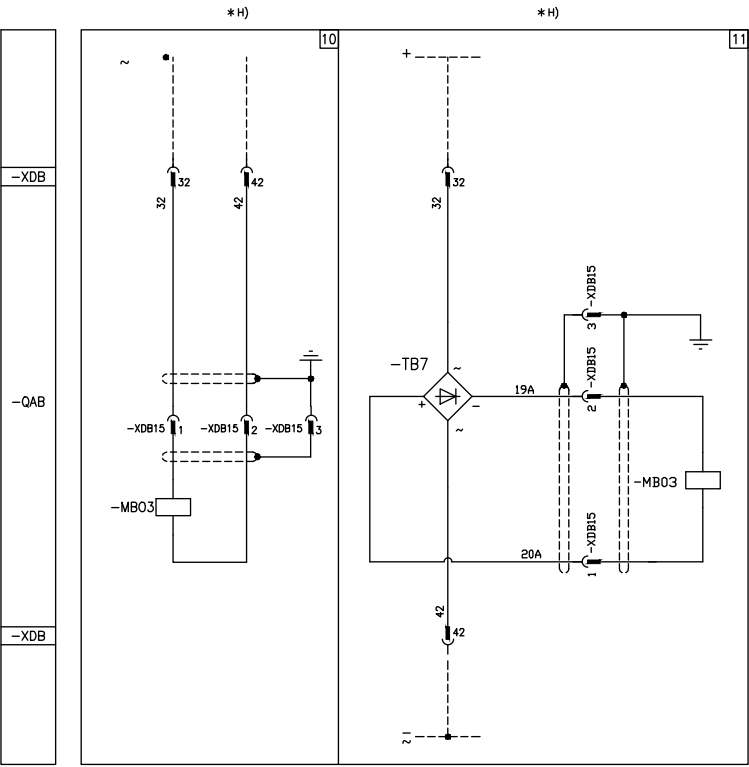 *H)
*H)
10
11
~
+
-XDB
32
42
32
32
42
32
-XDB15
3
-TB7
~
-XDB15
-QAB
+
-
19A
2
-XDB15
1
-XDB15
2
-XDB15
3
~
-MB03
-MB03
-XDB15
20A
1
42
-XDB
42
~